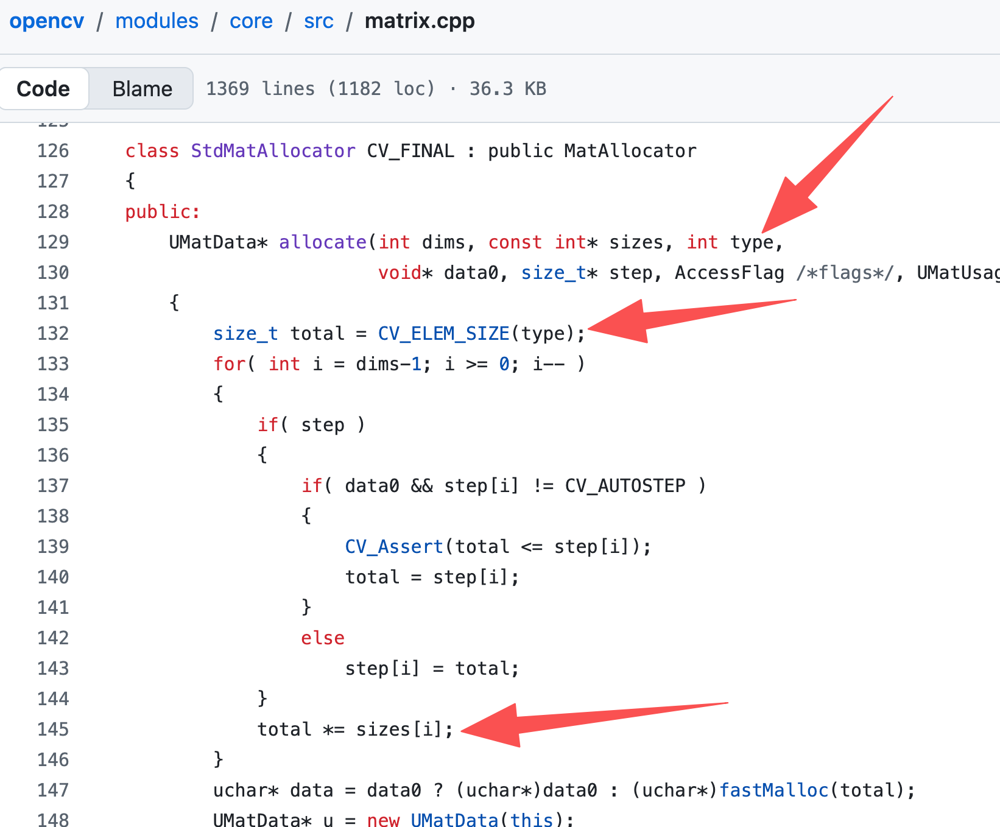 opencv / modules / core / src / matrix.cpp
Code Blame 1369 lines (1182 loc) · 36.3 KB
125
126 class StdMatAllocator CV_FINAL : public MatAllocator
127 {
128 public:
129 UMatData* allocate(int dims, const int* sizes, int type,
130 void* data0, size_t* step, AccessFlag /*flags*/, UMatUsag
131 {
132 size_t total = CV_ELEM_SIZE(type);
133 for( int i = dims-1; i >= 0; i-- )
134 {
135 if( step )
136 {
137 if( data0 && step[i] != CV_AUTOSTEP )
138 {
139 CV_Assert(total <= step[i]);
140 total = step[i];
141 }
142 else
143 step[i] = total;
144 }
145 total *= sizes[i];
146 }
147 uchar* data = data0 ? (uchar*)data0 : (uchar*)fastMalloc(total);
148 UMatData* u = new UMatData(this);